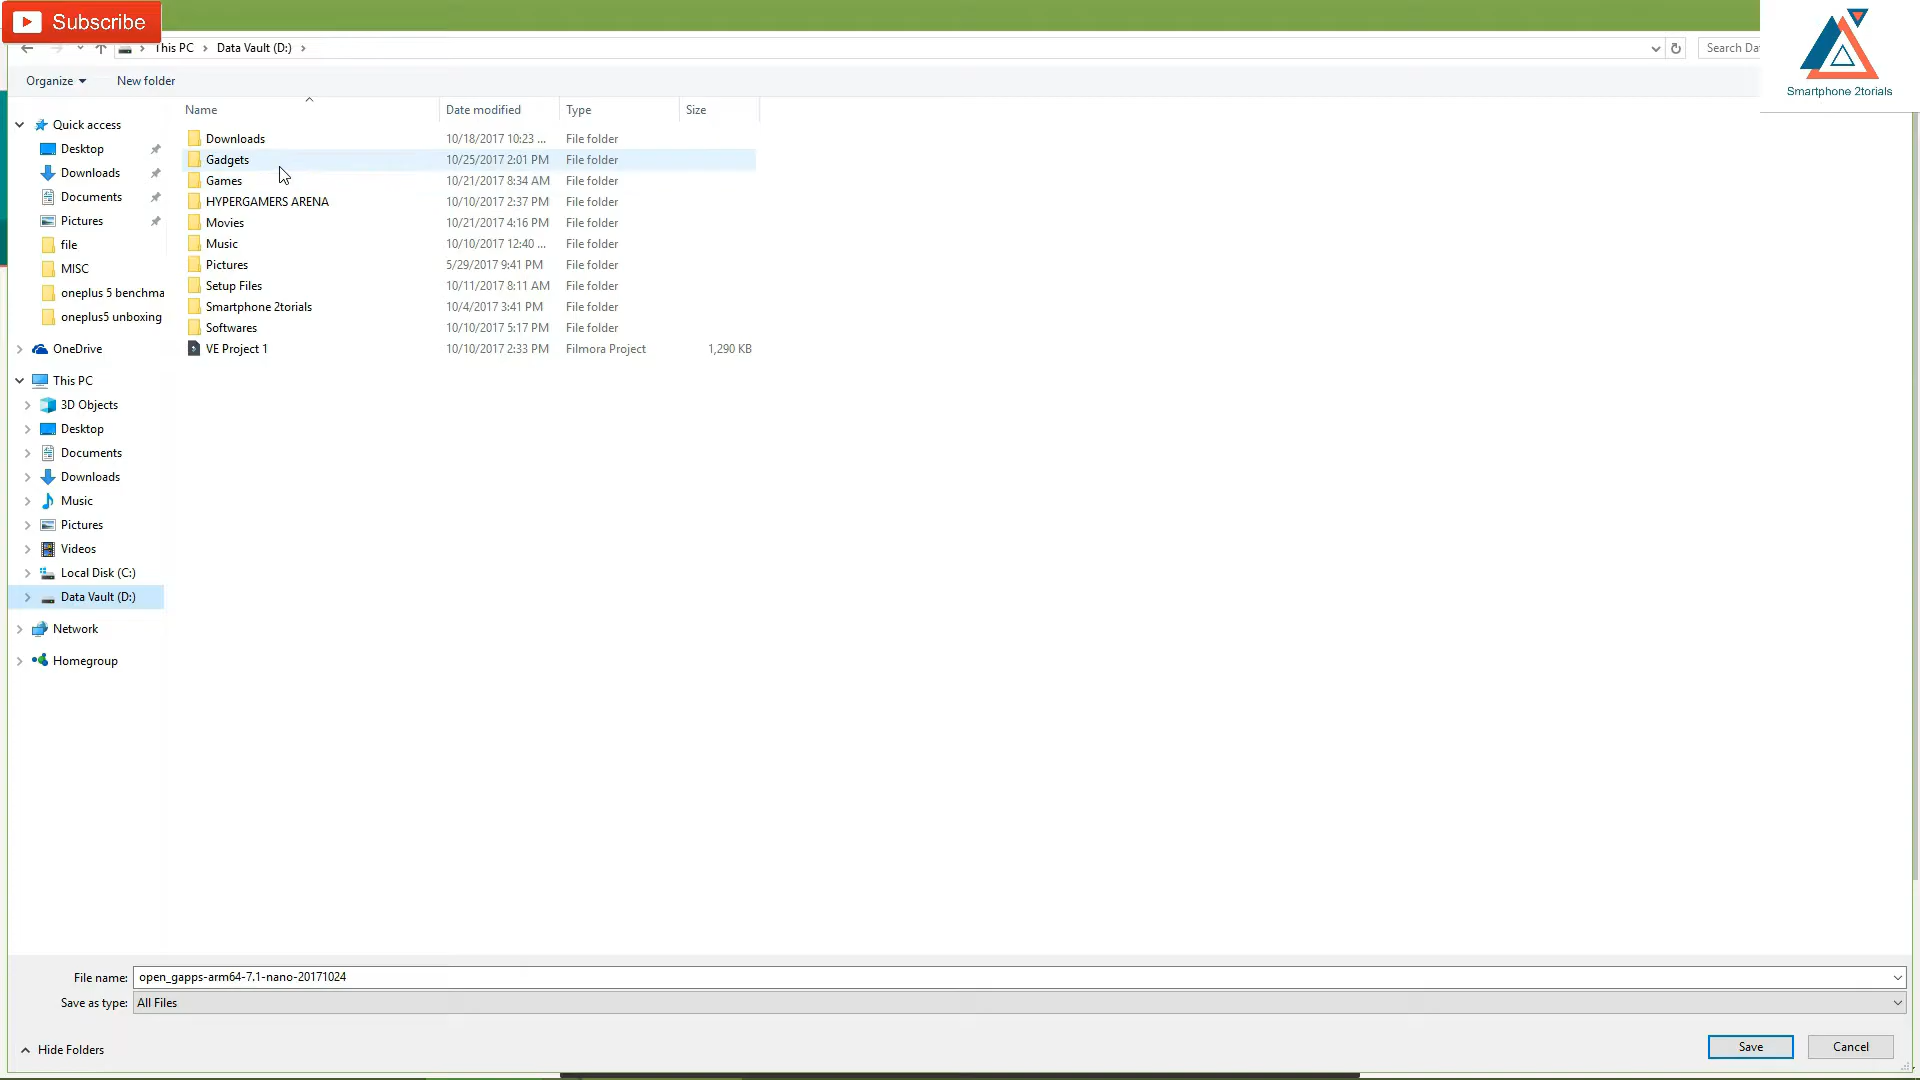 Subscribe
This PC > Data Vault (D:) >
Search Da
Smartphone 2torials
Organize
New folder
Name
Date modified
Type
Size
Quick access
Desktop
Downloads
Documents
Pictures
file
MISC
oneplus 5 benchma
oneplus5 unboxing
OneDrive
This PC
3D Objects
Desktop
Documents
Downloads
Music
Pictures
Videos
Local Disk (C:)
Data Vault (D:)
Network
Homegroup
Downloads 10/18/2017 10:23 ... File folder
Gadgets 10/25/2017 2:01 PM File folder
Games 10/21/2017 8:34 AM File folder
HYPERGAMERS ARENA 10/10/2017 2:37 PM File folder
Movies 10/21/2017 4:16 PM File folder
Music 10/10/2017 12:40 ... File folder
Pictures 5/29/2017 9:41 PM File folder
Setup Files 10/11/2017 8:11 AM File folder
Smartphone 2torials 10/4/2017 3:41 PM File folder
Softwares 10/10/2017 5:17 PM File folder
VE Project 1 10/10/2017 2:33 PM Filmora Project 1,290 KB
File name: open_gapps-arm64-7.1-nano-20171024
Save as type: All Files
Hide Folders
Save
Cancel